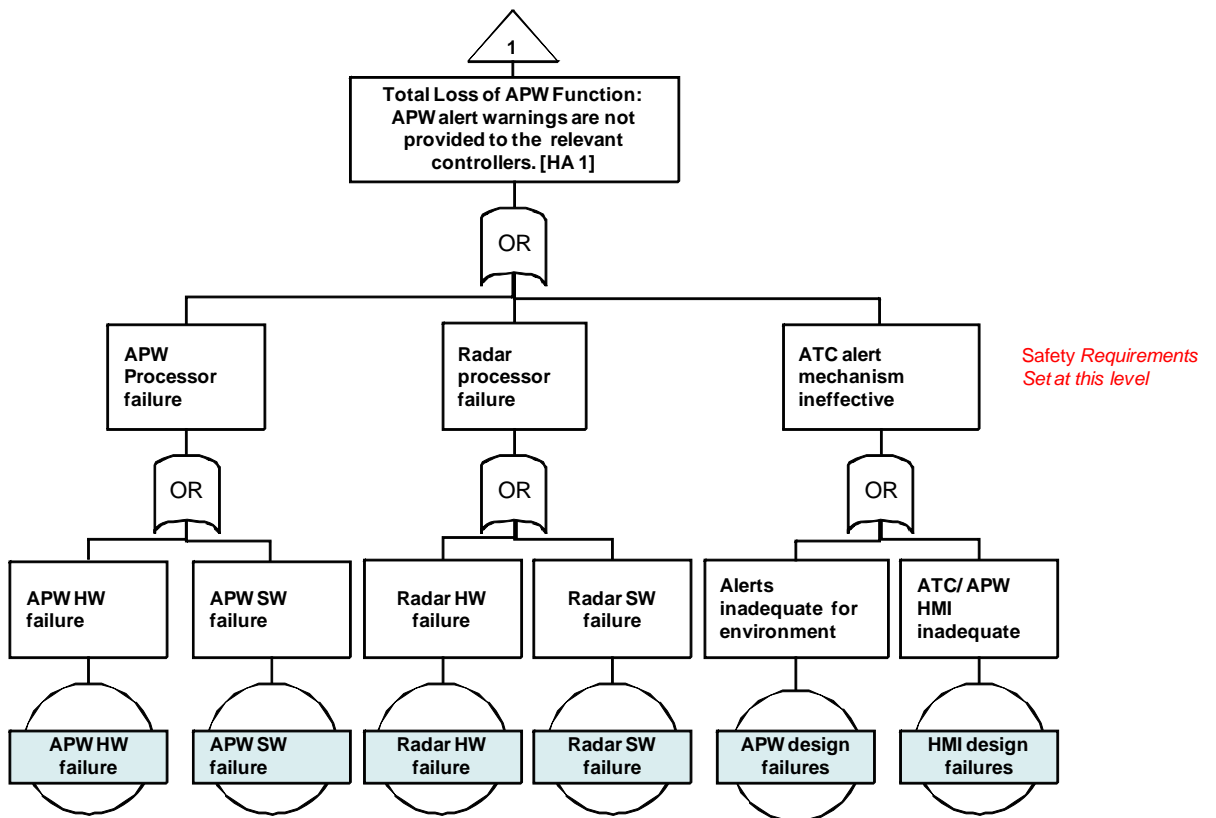 1
Total Loss of APW Function:
APW alert warnings are not
provided to the relevant
controllers. [HA 1]
OR
APW
Processor
failure
Radar
processor
failure
ATC alert
mechanism
ineffective
Safety Requirements
Set at this level
OR
OR
OR
APW HW
failure
APW SW
failure
Radar HW
failure
Radar SW
failure
Alerts
inadequate for
environment
ATC/ APW
HMI
inadequate
APW HW
failure
APW SW
failure
Radar HW
failure
Radar SW
failure
APW design
failures
HMI design
failures